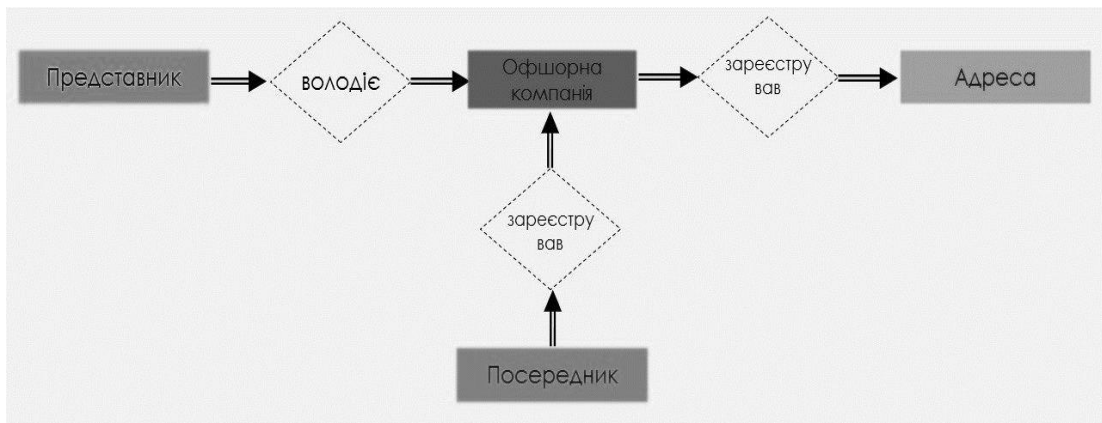 Представник
володіє
Офшорна
компанія
зареєстру
вав
Адреса
зареєстру
вав
Посередник